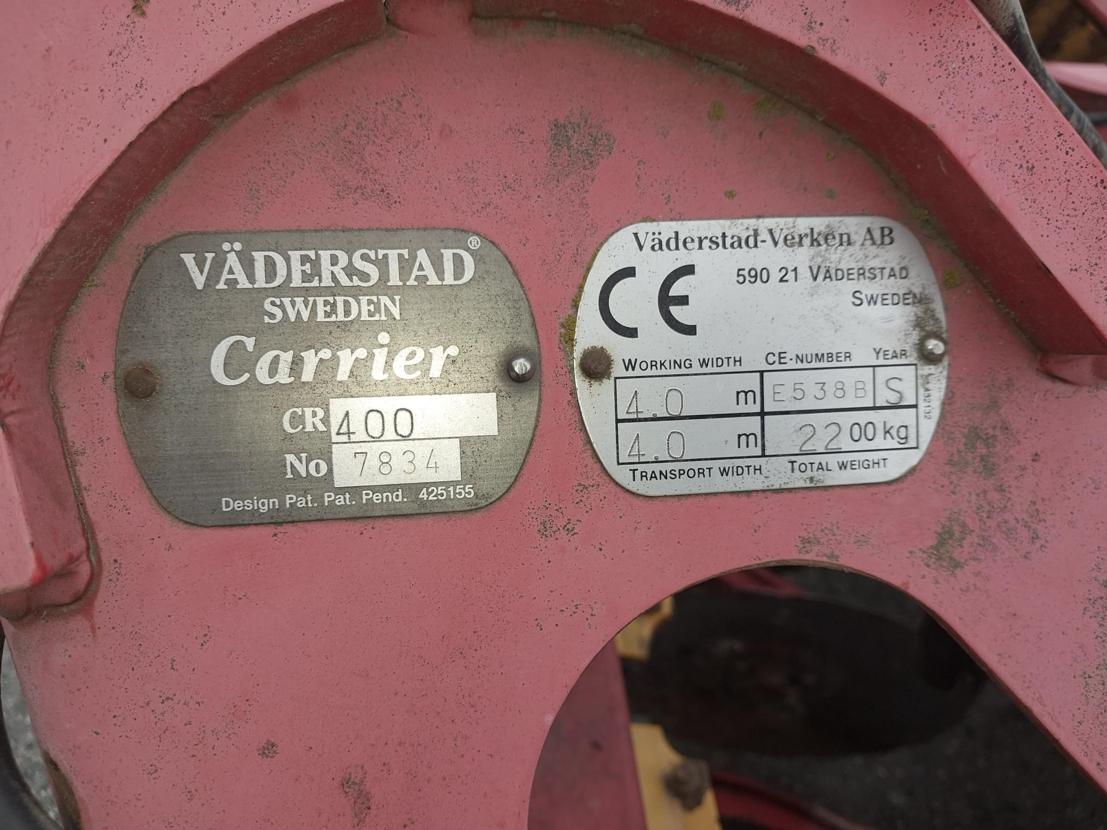 VÄDERSTAD®
SWEDEN
Carrier
CR 400
No 7834
Design Pat. Pat. Pend. 425155
Väderstad-Verken AB
CE
590 21 VÄDERSTAD
SWEDEN
WORKING WIDTH CE-NUMBER YEAR
4.0 m E538B S
4.0 m 2200 kg
TRANSPORT WIDTH TOTAL WEIGHT